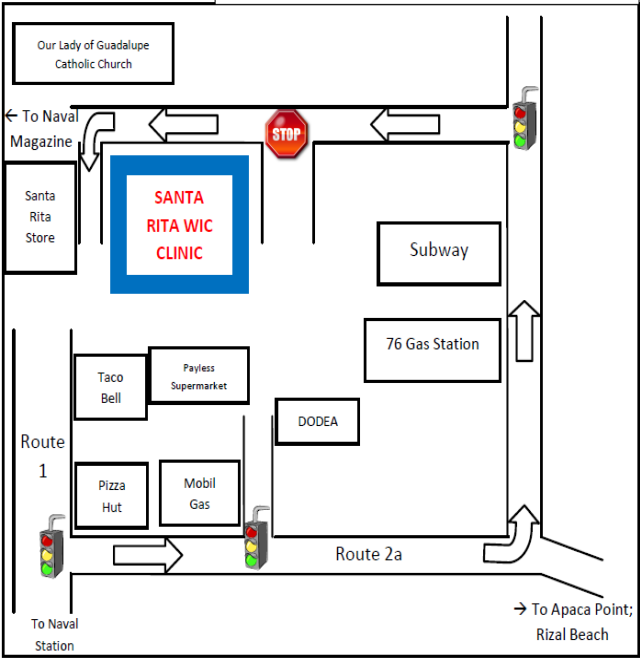 Our Lady of Guadalupe
Catholic Church
← To Naval
Magazine
STOP
Santa
Rita
Store
SANTA
RITA WIC
CLINIC
Subway
76 Gas Station
Taco
Bell
Payless
Supermarket
DODEA
Route
1
Pizza
Hut
Mobil
Gas
Route 2a
To Naval
Station
→ To Apaca Point;
Rizal Beach